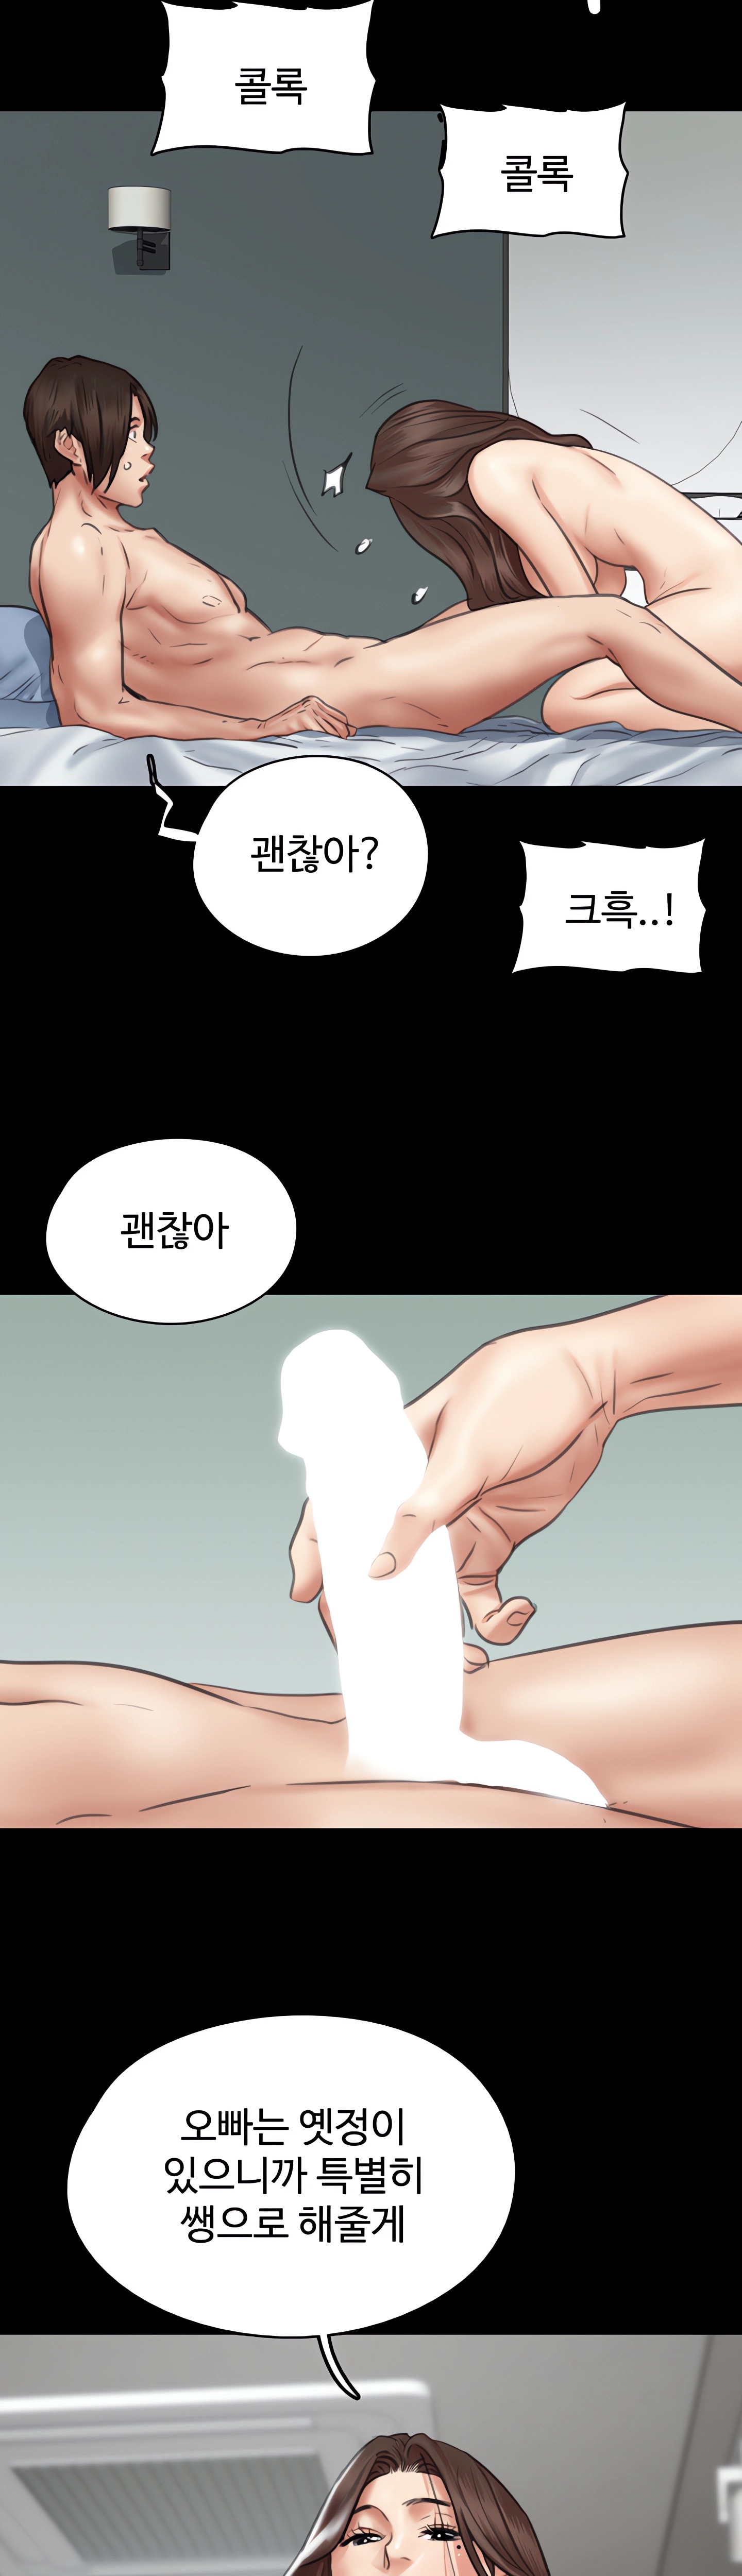 콜록
콜록
괜찮아?
크흑..!
괜찮아
오빠는 옛정이
있으니까 특별히
쌩으로 해줄게